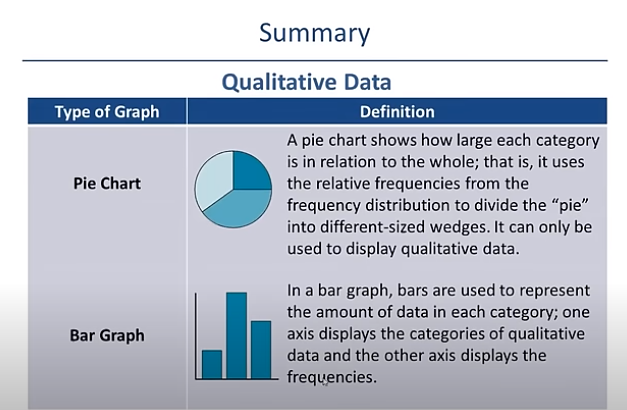 Summary
Qualitative Data
Type of Graph
Definition
Pie Chart
A pie chart shows how large each category
is in relation to the whole; that is, it uses
the relative frequencies from the
frequency distribution to divide the “pie”
into different-sized wedges. It can only be
used to display qualitative data.
Bar Graph
In a bar graph, bars are used to represent
the amount of data in each category; one
axis displays the categories of qualitative
data and the other axis displays the
frequencies.